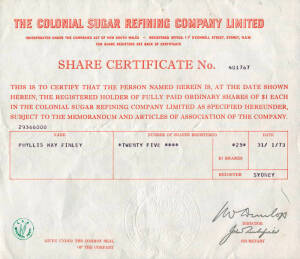 THE COLONIAL SUGAR REFINING COMPANY LIMITED
INCORPORATED UNDER THE COMPANIES ACT OF NEW SOUTH WALES • REGISTERED OFFICE: 1-7 O'CONNELL STREET, SYDNEY, N.S.W.
FOR SHARE REGISTERS SEE BACK OF CERTIFICATE
SHARE CERTIFICATE No.
THIS IS TO CERTIFY THAT THE PERSON NAMED HEREIN IS, AT THE DATE SHOWN
HEREIN, THE REGISTERED HOLDER OF FULLY PAID ORDINARY SHARES OF $1 EACH
IN THE COLONIAL SUGAR REFINING COMPANY LIMITED AS SPECIFIED HEREUNDER,
SUBJECT TO THE MEMORANDUM AND ARTICLES OF ASSOCIATION OF THE COMPANY.
29366000
NAME NUMBER OF SHARES REGISTERED DATE
PHYLLIS MAY FINLEY *TWENTY FIVE **** *25* 31/1/73
$1 SHARES
REGISTER SYDNEY
DIRECTOR
GIVEN UNDER THE COMMON SEAL
OF THE COMPANY
SECRETARY